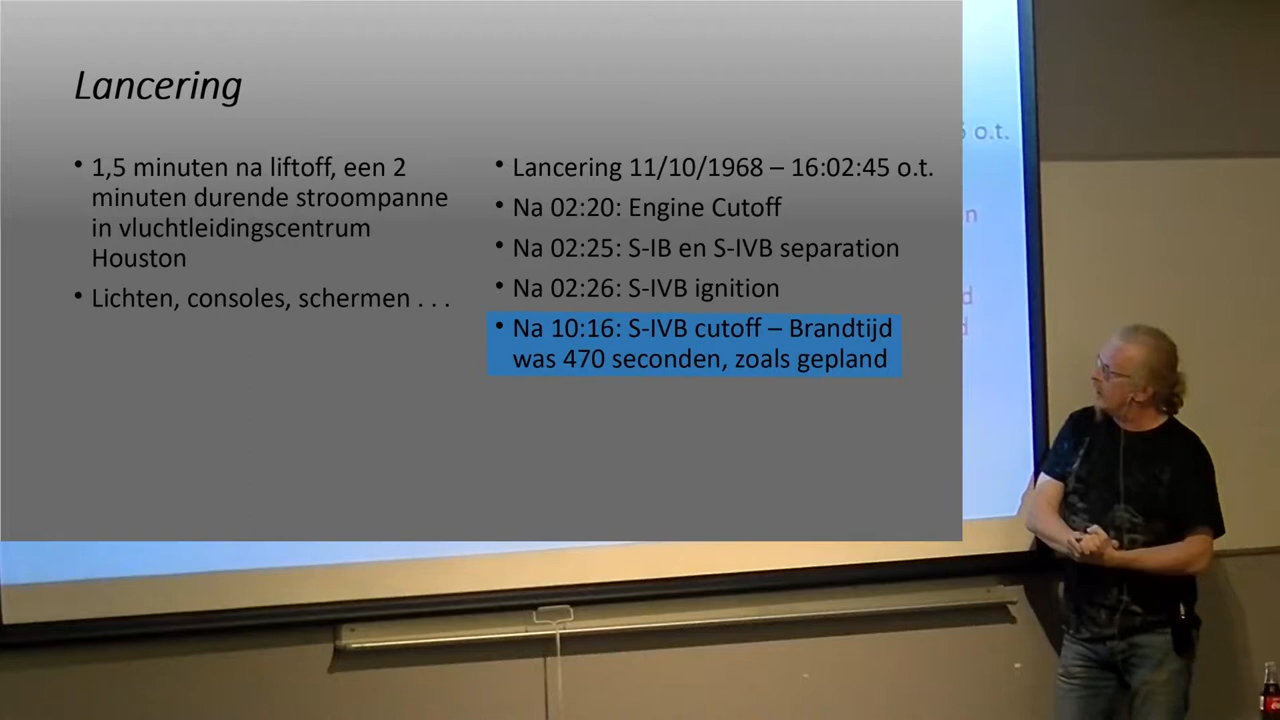 Lancering
• 1,5 minuten na liftoff, een 2
minuten durende stroompanne
in vluchtleidingscentrum
Houston
• Lichten, consoles, schermen . . .
• Lancering 11/10/1968 – 16:02:45 o.t.
• Na 02:20: Engine Cutoff
• Na 02:25: S-IB en S-IVB separation
• Na 02:26: S-IVB ignition
• Na 10:16: S-IVB cutoff – Brandtijd
was 470 seconden, zoals gepland
o.t.
n
d
d